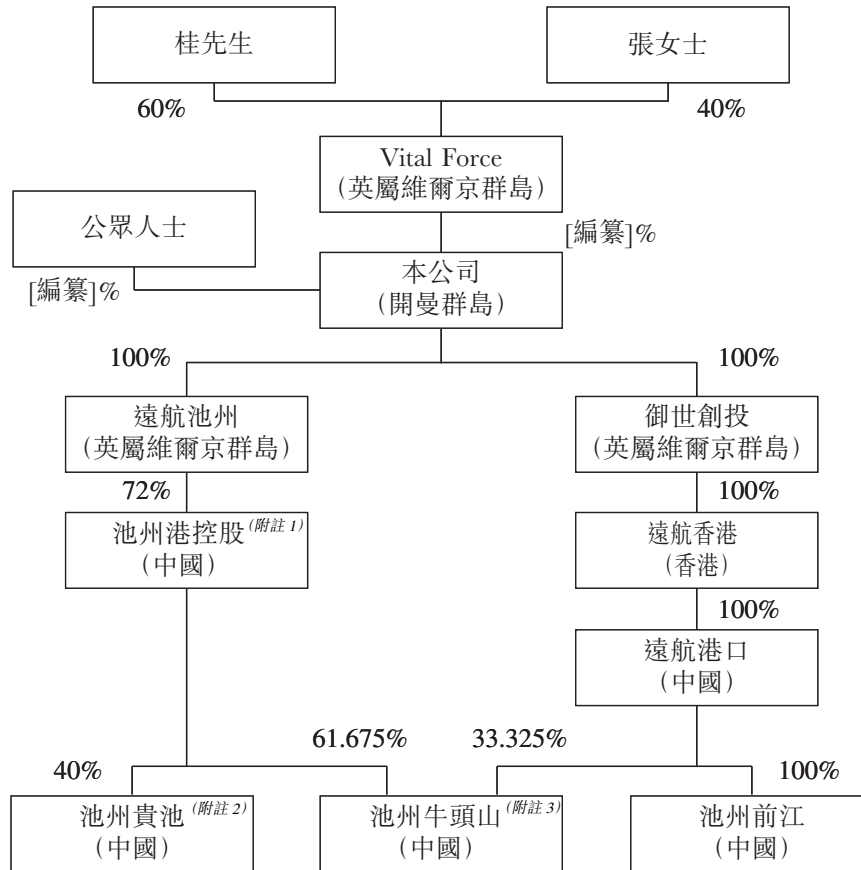 桂先生
張女士
60%
40%
Vital Force
（英屬維爾京群島）
公眾人士
[編纂]%
[編纂]%
本公司
（開曼群島）
100%
100%
遠航池州
（英屬維爾京群島）
御世創投
（英屬維爾京群島）
72%
100%
池州港控股(附註 1)
（中國）
遠航香港
（香港）
100%
遠航港口
（中國）
61.675%
33.325%
40%
100%
池州貴池(附註 2)
（中國）
池州牛頭山(附註 3)
（中國）
池州前江
（中國）